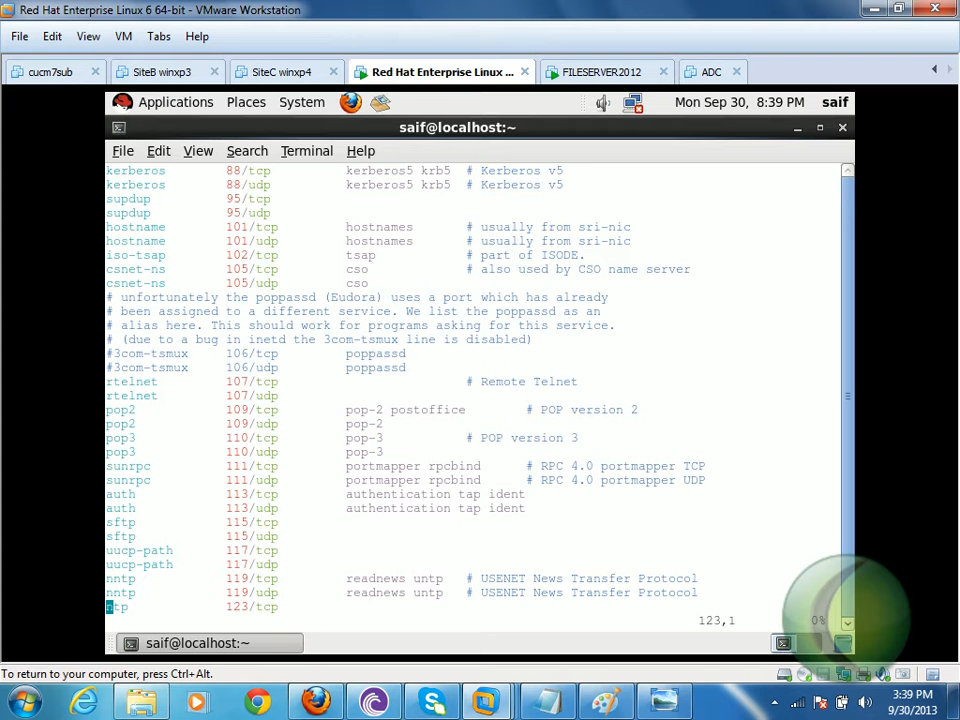 Red Hat Enterprise Linux 6 64-bit - VMware Workstation
File Edit View VM Tabs Help
cucm7sub SiteB winxp3 SiteC winxp4 Red Hat Enterprise Linux ... FILESERVER2012 ADC
Applications Places System Mon Sep 30, 8:39 PM saif
saif@localhost:~
File Edit View Search Terminal Help
kerberos 88/tcp kerberos5 krb5 # Kerberos v5
kerberos 88/udp kerberos5 krb5 # Kerberos v5
supdup 95/tcp
supdup 95/udp
hostname 101/tcp hostnames # usually from sri-nic
hostname 101/udp hostnames # usually from sri-nic
iso-tsap 102/tcp tsap # part of ISODE.
csnet-ns 105/tcp cso # also used by CSO name server
csnet-ns 105/udp cso
# unfortunately the poppassd (Eudora) uses a port which has already
# been assigned to a different service. We list the poppassd as an
# alias here. This should work for programs asking for this service.
# (due to a bug in inetd the 3com-tsmux line is disabled)
#3com-tsmux 106/tcp poppassd
#3com-tsmux 106/udp poppassd
rtelnet 107/tcp # Remote Telnet
rtelnet 107/udp
pop2 109/tcp pop-2 postoffice # POP version 2
pop2 109/udp pop-2
pop3 110/tcp pop-3 # POP version 3
pop3 110/udp pop-3
sunrpc 111/tcp portmapper rpcbind # RPC 4.0 portmapper TCP
sunrpc 111/udp portmapper rpcbind # RPC 4.0 portmapper UDP
auth 113/tcp authentication tap ident
auth 113/udp authentication tap ident
sftp 115/tcp
sftp 115/udp
uucp-path 117/tcp
uucp-path 117/udp
nntp 119/tcp readnews untp # USENET News Transfer Protocol
nntp 119/udp readnews untp # USENET News Transfer Protocol
ntp 123/tcp
123,1 0%
saif@localhost:~
To return to your computer, press Ctrl+Alt.
3:39 PM
9/30/2013